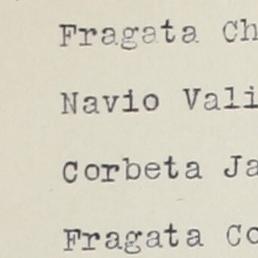 Fragata Ch
Navio Vali
Corbeta Ja
Fragata Co